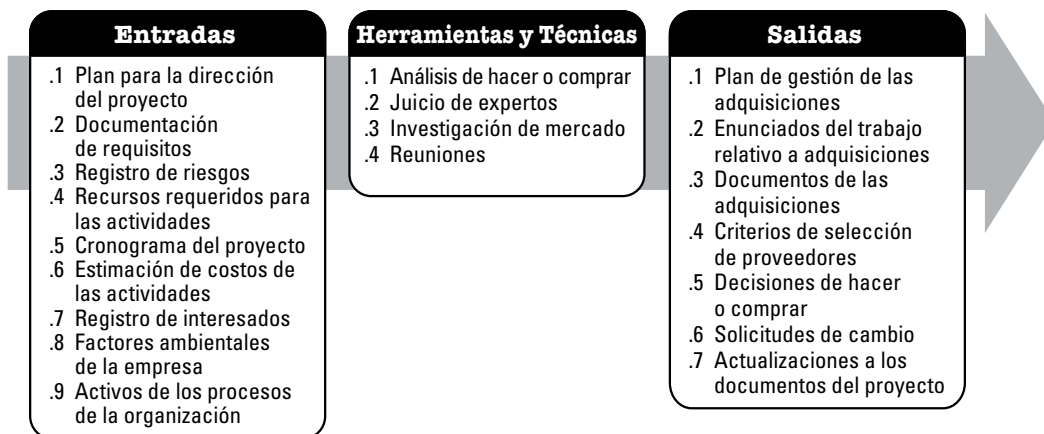 Entradas
.1 Plan para la dirección
del proyecto
.2 Documentación
de requisitos
.3 Registro de riesgos
.4 Recursos requeridos para
las actividades
.5 Cronograma del proyecto
.6 Estimación de costos de
las actividades
.7 Registro de interesados
.8 Factores ambientales
de la empresa
.9 Activos de los procesos
de la organización
Herramientas y Técnicas
.1 Análisis de hacer o comprar
.2 Juicio de expertos
.3 Investigación de mercado
.4 Reuniones
Salidas
.1 Plan de gestión de las
adquisiciones
.2 Enunciados del trabajo
relativo a adquisiciones
.3 Documentos de las
adquisiciones
.4 Criterios de selección
de proveedores
.5 Decisiones de hacer
o comprar
.6 Solicitudes de cambio
.7 Actualizaciones a los
documentos del proyecto